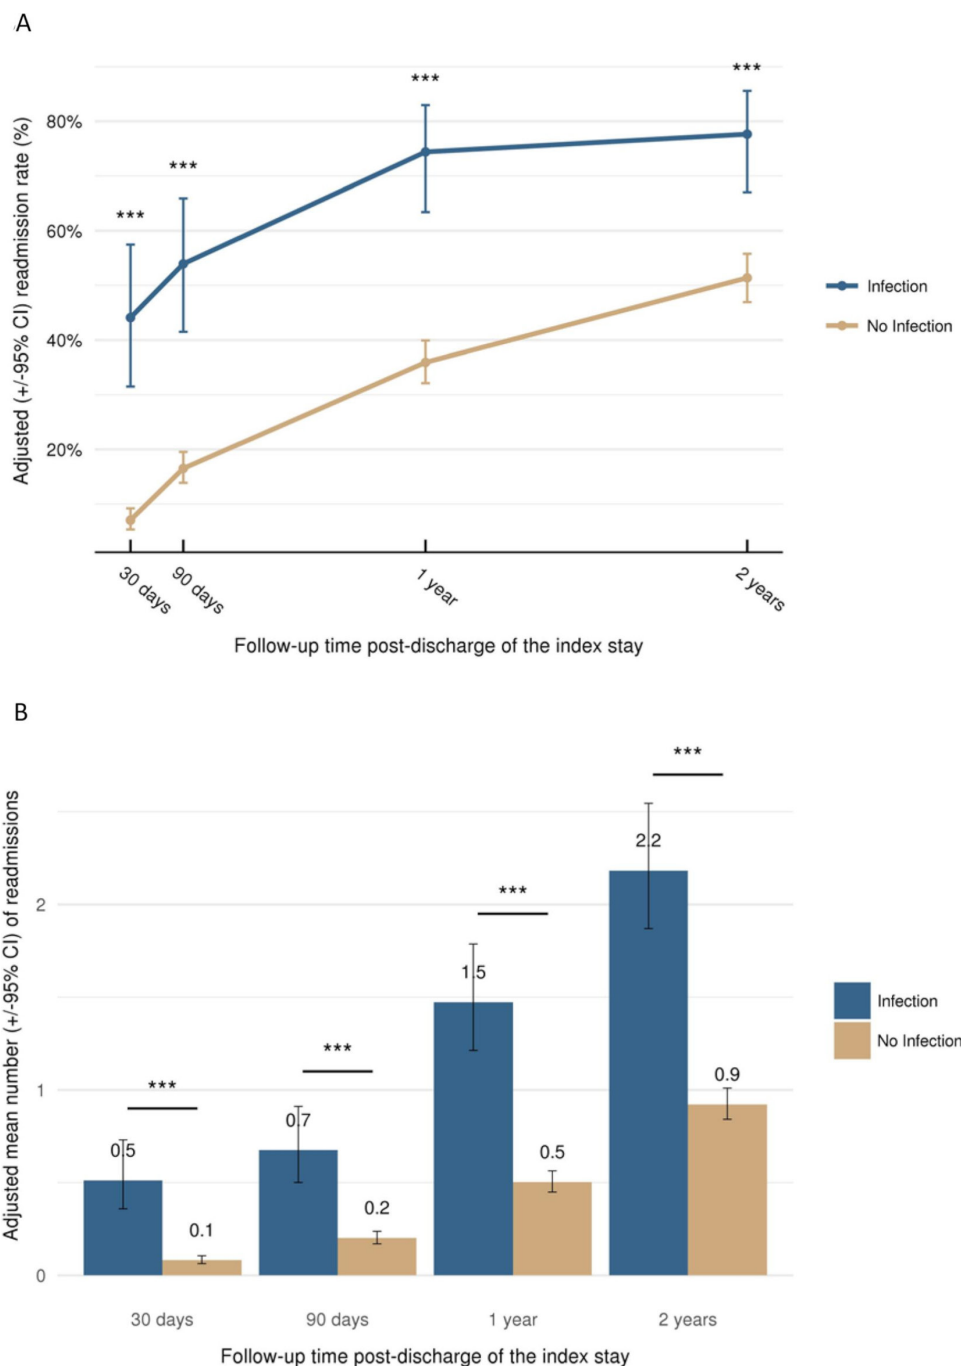 A
Adjusted (+/-95% CI) readmission rate (%)
80%
60%
40%
20%
***
***
***
***
30 days
90 days
1 year
2 years
Follow-up time post-discharge of the index stay
Infection
No Infection
B
Adjusted mean number (+/-95% CI) of readmissions
2
1
0
***
***
***
***
0.5
0.1
0.7
0.2
1.5
0.5
2.2
0.9
30 days
90 days
1 year
2 years
Follow-up time post-discharge of the index stay
Infection
No Infection